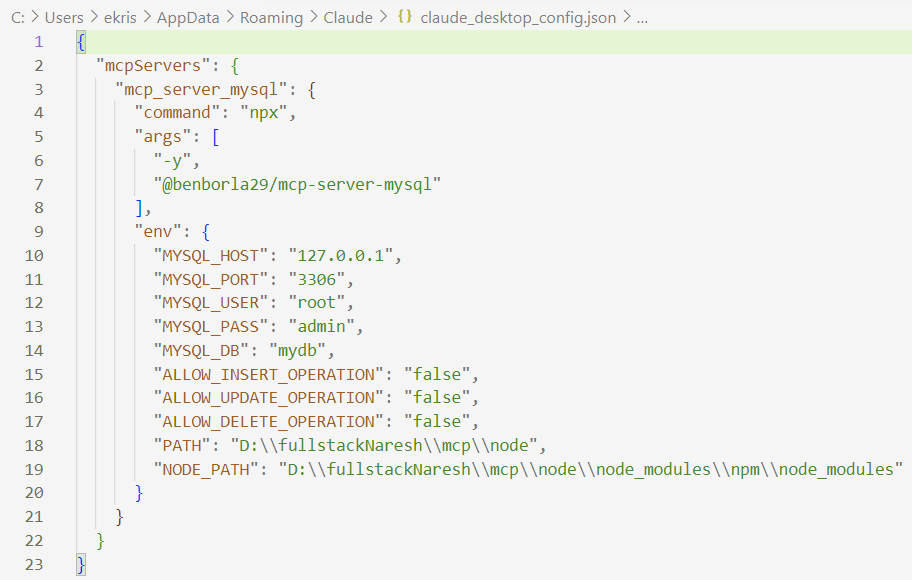 C: > Users > ekris > AppData > Roaming > Claude > {} claude_desktop_config.json > ...
1 {
2 "mcpServers": {
3 "mcp_server_mysql": {
4 "command": "npx",
5 "args": [
6 "-y",
7 "@benborla29/mcp-server-mysql"
8 ],
9 "env": {
10 "MYSQL_HOST": "127.0.0.1",
11 "MYSQL_PORT": "3306",
12 "MYSQL_USER": "root",
13 "MYSQL_PASS": "admin",
14 "MYSQL_DB": "mydb",
15 "ALLOW_INSERT_OPERATION": "false",
16 "ALLOW_UPDATE_OPERATION": "false",
17 "ALLOW_DELETE_OPERATION": "false",
18 "PATH": "D:\\fullstackNaresh\\mcp\\node",
19 "NODE_PATH": "D:\\fullstackNaresh\\mcp\\node\\node_modules\\npm\\node_modules"
20 }
21 }
22 }
23 }